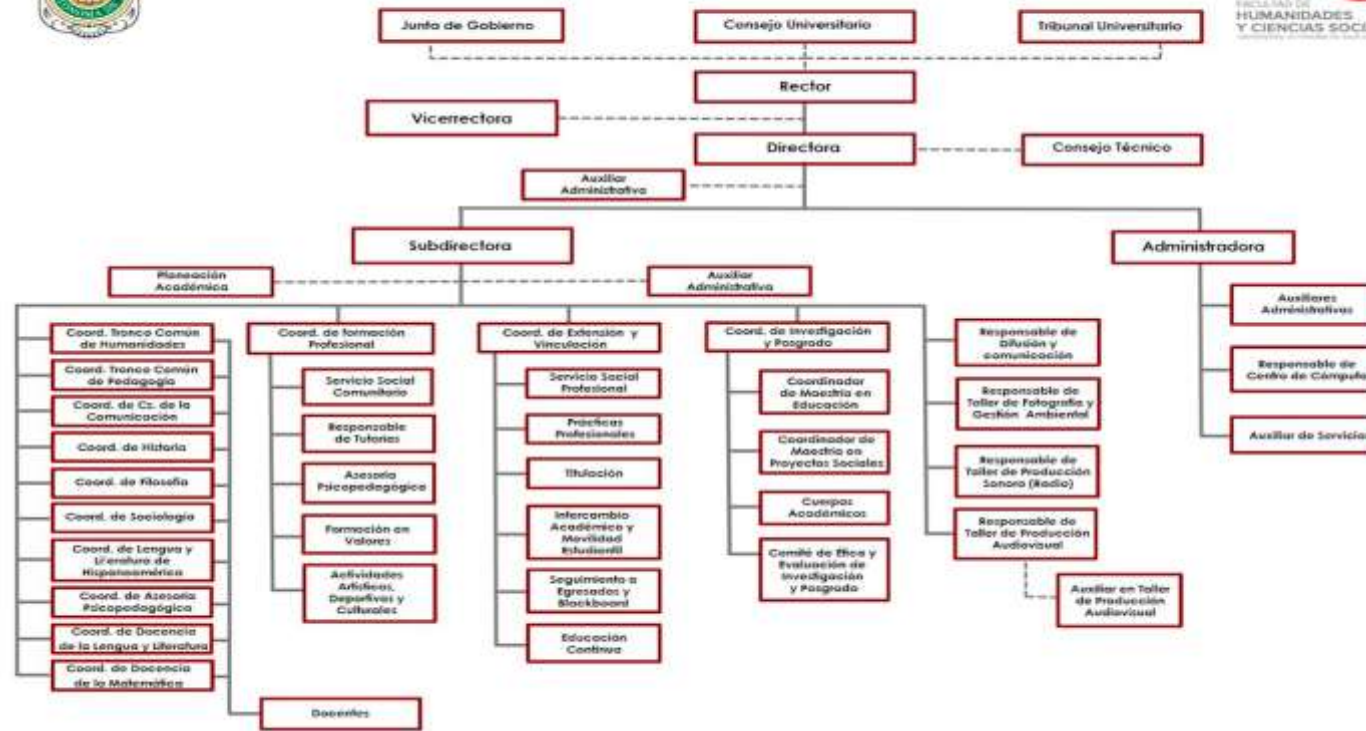 Junta de Gobierno
Consejo Universitario
Tribunal Universitario
HUMANIDADES
Y CIENCIAS SOC
Rector
Vicerrectora
Directora
Consejo Técnico
Auxiliar
Administrativa
Subdirectora
Administradora
Planeación
Académica
Auxiliar
Administrativa
Coord. Tronco Común
de Humanidades
Coord. Tronco Común
de Pedagogía
Coord. de Cs. de la
Comunicación
Coord. de Historia
Coord. de Filosofía
Coord. de Sociología
Coord. de Lengua y
Literatura de
Hispanoamérica
Coord. de Asesoría
Psicopedagógica
Coord. de Docencia
de la Lengua y Literatura
Coord. de Docencia
de la Matemática
Docentes
Coord. de formación
Profesional
Servicio Social
Comunitario
Responsable
de Tutorías
Asesoría
Psicopedagógica
Formación en
Valores
Actividades
Artísticas,
Deportivas y
Culturales
Coord. de Extensión y
Vinculación
Servicio Social
Profesional
Prácticas
Profesionales
Titulación
Intercambio
Académico y
Movilidad
Estudiantil
Seguimiento a
Egresados y
Blackboard
Educación
Continua
Coord. de Investigación
y Posgrado
Coordinador
de Maestría en
Educación
Coordinador de
Maestría en
Proyectos Sociales
Cuerpos
Académicos
Comité de Ética y
Evaluación de
Investigación
y Posgrado
Responsable de
Difusión y
comunicación
Responsable de
Taller de Fotografía y
Gestión Ambiental
Responsable de
Taller de Producción
Sonora (Radio)
Responsable de
Taller de Producción
Audiovisual
Auxiliar en Taller
de Producción
Audiovisual
Auxiliares
Administrativas
Responsable de
Centro de Cómputo
Auxiliar de Servicio